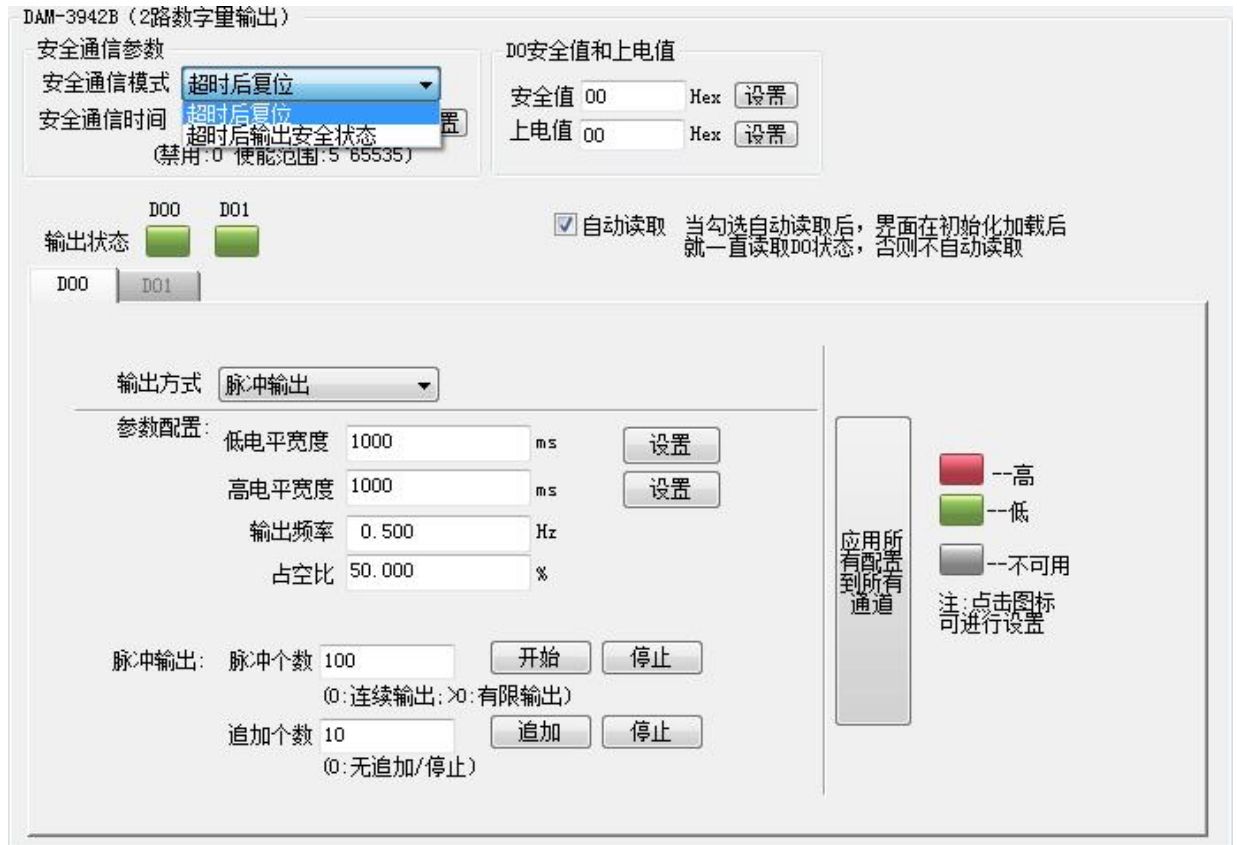 DAM-3942B（2路数字量输出）
安全通信参数
安全通信模式 超时后复位
超时后复位
超时后输出安全状态
安全通信时间 置
(禁用:0 使能范围:5 65535)
DO安全值和上电值
安全值 00 Hex 设置
上电值 00 Hex 设置
DO0 DO1
输出状态
自动读取 当勾选自动读取后，界面在初始化加载后
就一直读取DO状态，否则不自动读取
DO0 DO1
输出方式 脉冲输出
参数配置:
低电平宽度 1000 ms 设置
高电平宽度 1000 ms 设置
输出频率 0.500 Hz
占空比 50.000 %
脉冲输出: 脉冲个数 100 开始 停止
(0:连续输出;>0:有限输出)
追加个数 10 追加 停止
(0:无追加/停止)
应用所
有配置
到所有
通道
--高
--低
--不可用
注:点击图标
可进行设置